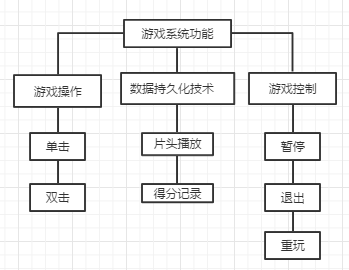 游戏系统功能
游戏操作
数据持久化技术
游戏控制
单击
片头播放
暂停
双击
得分记录
退出
重玩